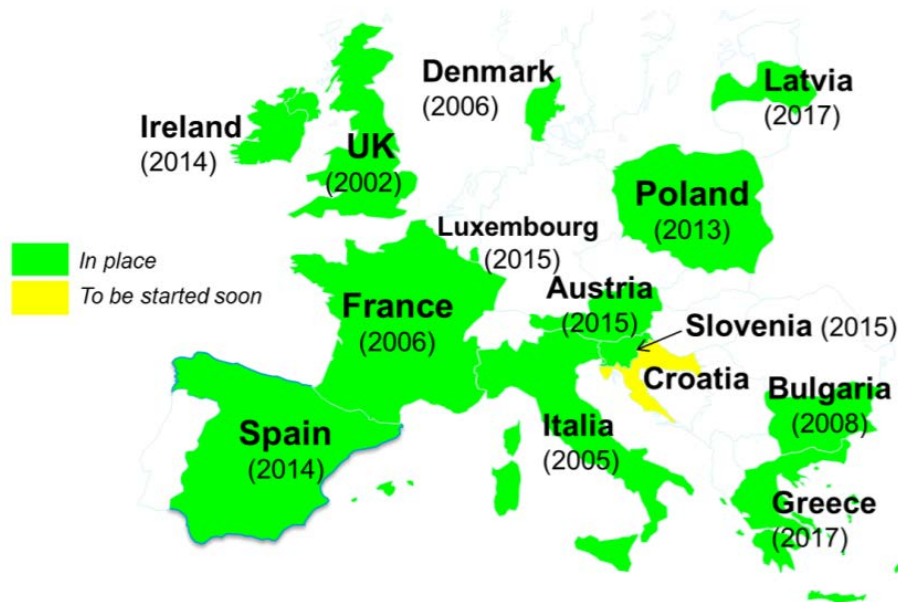 Denmark
(2006)
Latvia
(2017)
Ireland
(2014)
UK
(2002)
Poland
(2013)
Luxembourg
(2015)
In place
To be started soon
France
(2006)
Austria
(2015)
Slovenia (2015)
Croatia
Bulgaria
(2008)
Spain
(2014)
Italia
(2005)
Greece
(2017)